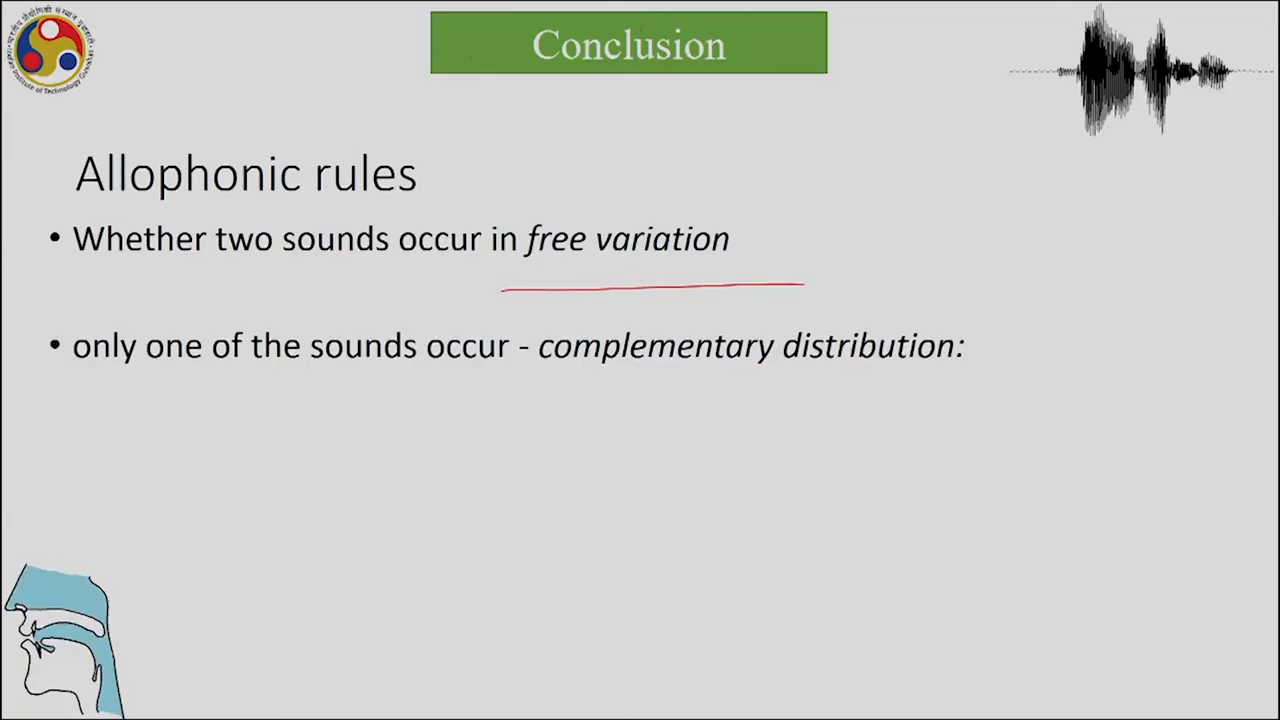 Conclusion
Allophonic rules
• Whether two sounds occur in free variation
• only one of the sounds occur - complementary distribution: